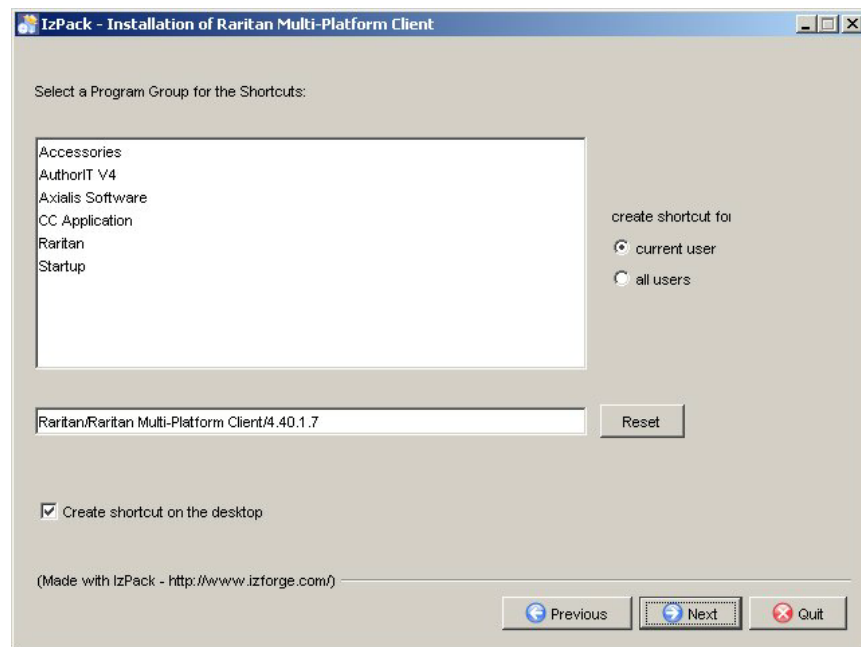 IzPack - Installation of Raritan Multi-Platform Client
Select a Program Group for the Shortcuts:
Accessories
AuthorIT V4
Axialis Software
CC Application
Raritan
Startup
create shortcut for
current user
all users
Raritan/Raritan Multi-Platform Client/4.40.1.7
Reset
Create shortcut on the desktop
(Made with IzPack - http://www.izforge.com/)
Previous
Next
Quit